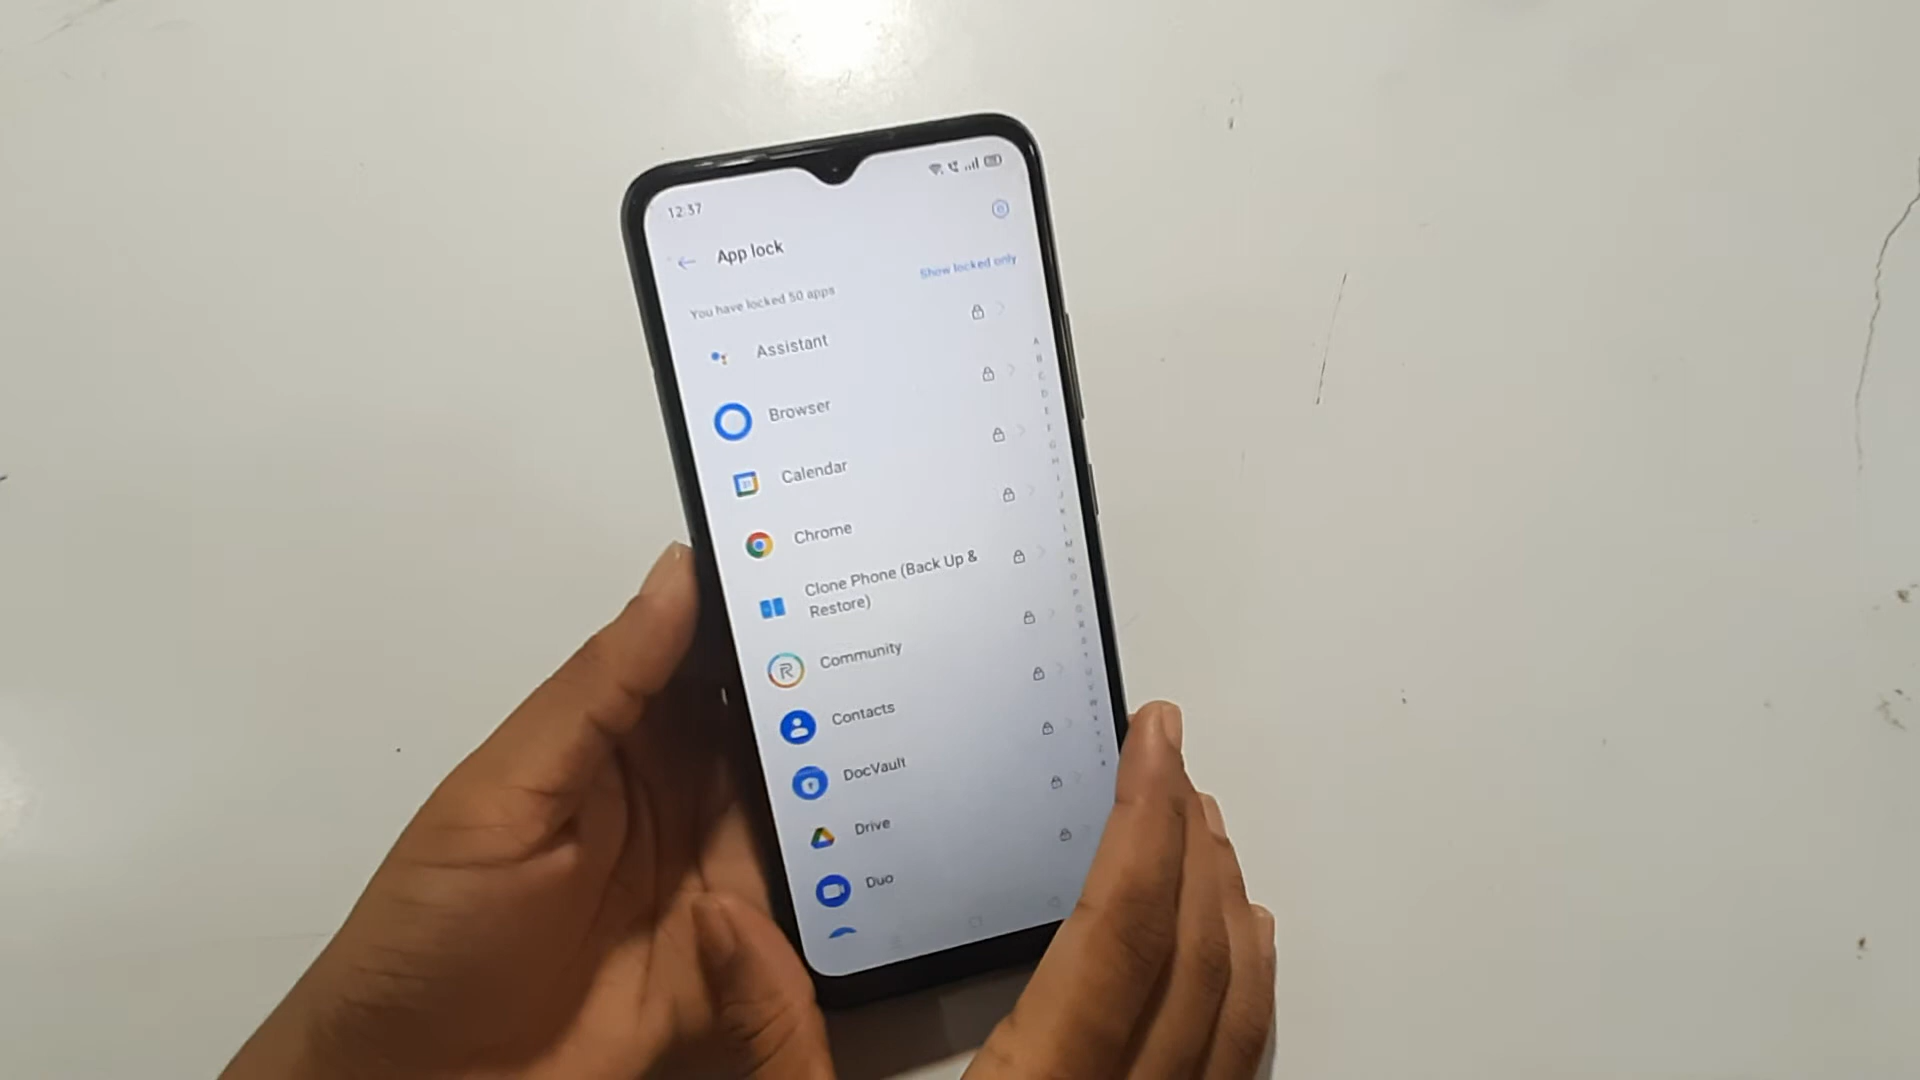 12:37
App lock
Show locked only
You have locked 50 apps
Assistant
Browser
Calendar
31
Chrome
Clone Phone (Back Up &
Restore)
Community
R
Contacts
DocVault
Drive
Duo
A
B
C
D
E
F
G
H
I
J
K
L
M
N
O
P
Q
R
S
T
U
V
W
X
Y
Z
#